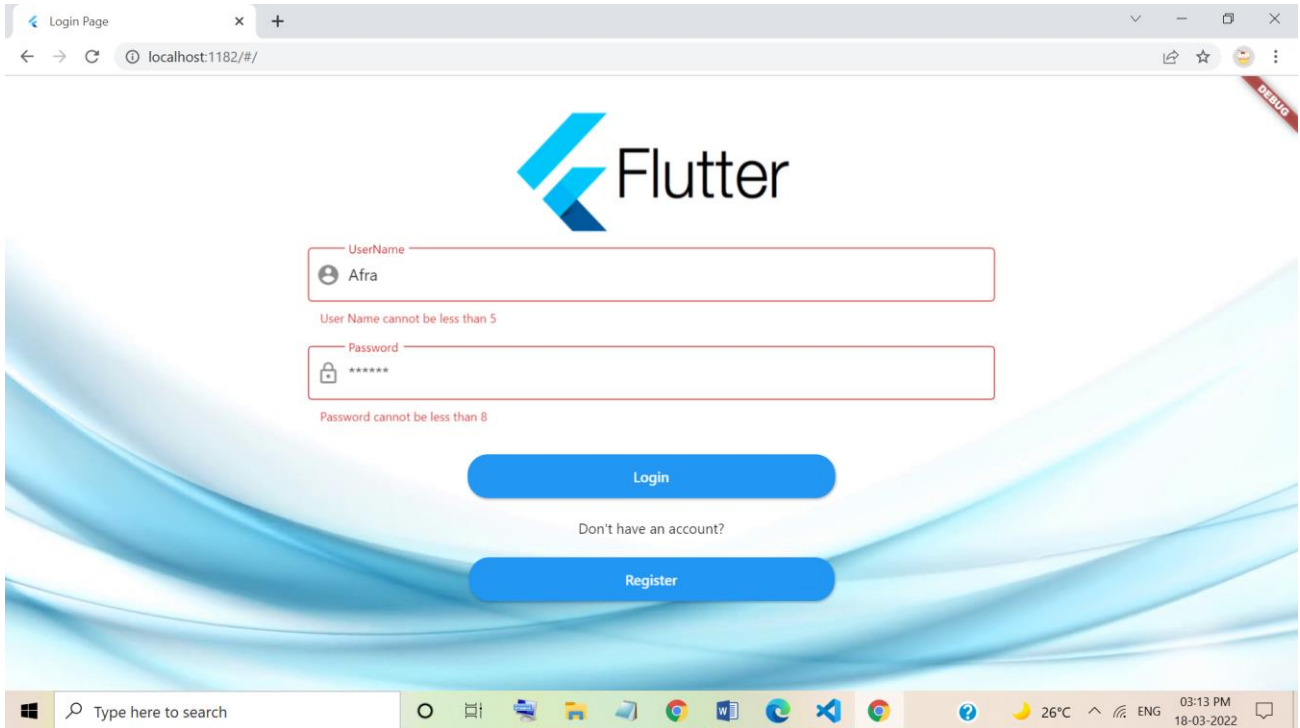 Login Page
localhost:1182/#/
DEBUG
Flutter
UserName
Afra
User Name cannot be less than 5
Password
******
Password cannot be less than 8
Login
Don't have an account?
Register
Type here to search
W
26°C ENG
03:13 PM
18-03-2022